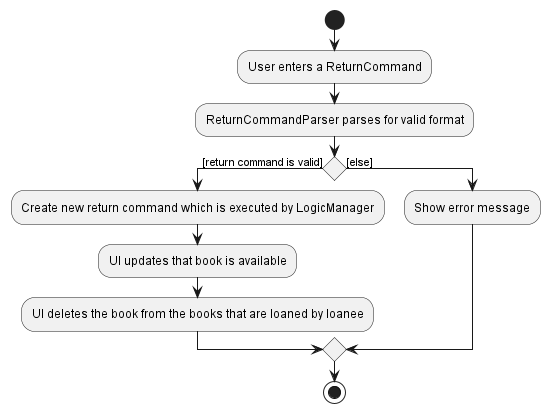 User enters a ReturnCommand
ReturnCommandParser parses for valid format
[return command is valid]
[else]
Create new return command which is executed by LogicManager
Show error message
UI updates that book is available
UI deletes the book from the books that are loaned by loanee